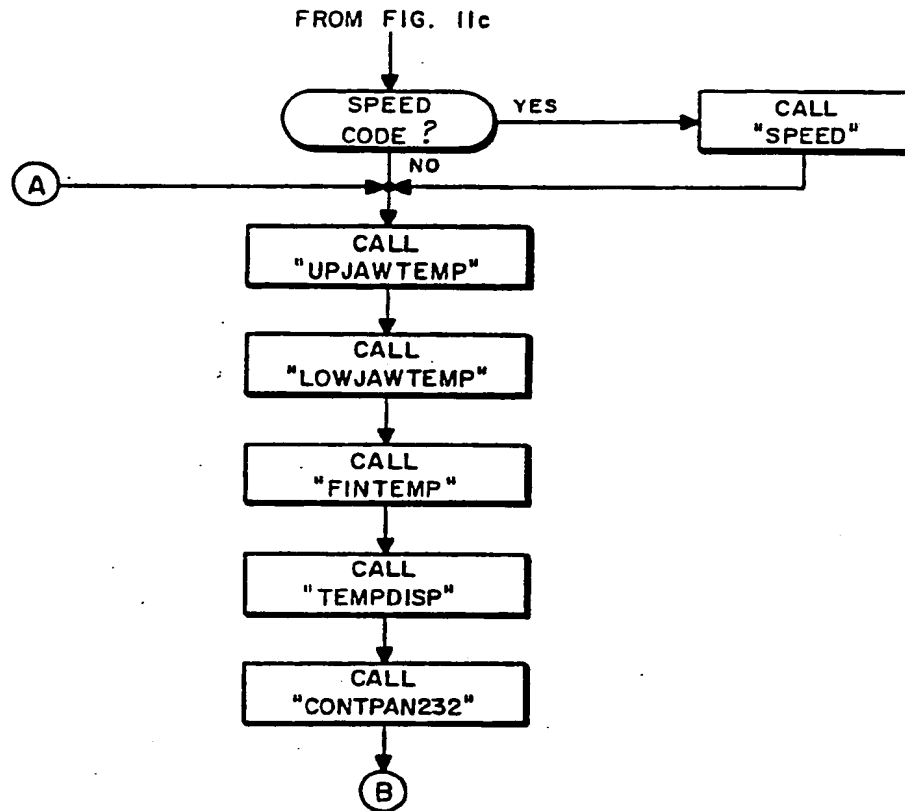 FROM FIG. 11c
SPEED
CODE ?
YES
CALL
"SPEED"
NO
A
CALL
"UPJAWTEMP"
CALL
"LOWJAWTEMP"
CALL
"FINTEMP"
CALL
"TEMPDISP"
CALL
"CONTPAN232"
B